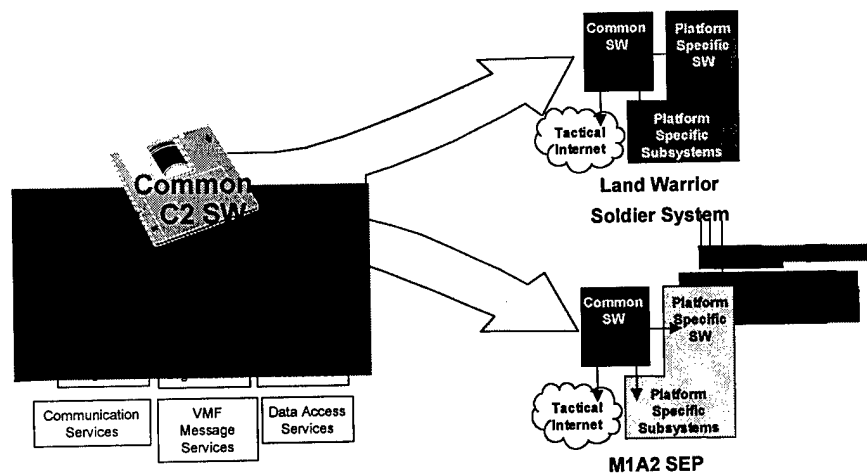 Common
C2 SW
Communication
Services
VMF
Message
Services
Data Access
Services
Common
SW
Platform
Specific
SW
Tactical
Internet
Platform
Specific
Subsystems
Land Warrior
Soldier System
Common
SW
Platform
Specific
SW
Tactical
Internet
Platform
Specific
Subsystems
M1A2 SEP